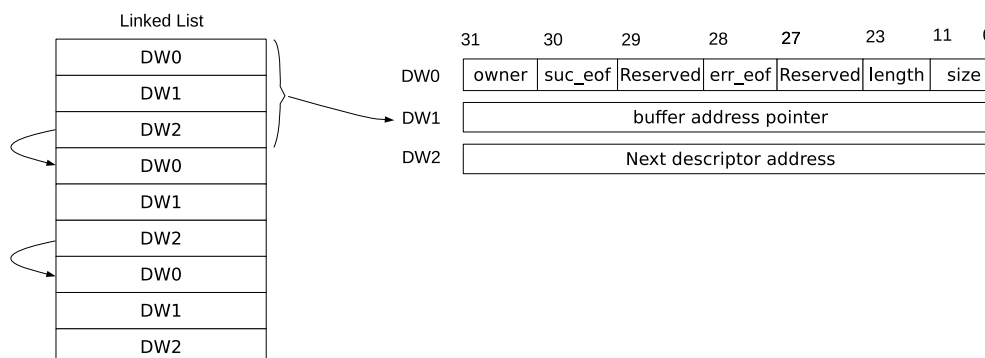 Linked List
DW0
DW1
DW2
DW0
DW1
DW2
DW0
DW1
DW2
31 30 29 28 27 23 11
DW0 owner suc_eof Reserved err_eof Reserved length size
DW1 buffer address pointer
DW2 Next descriptor address